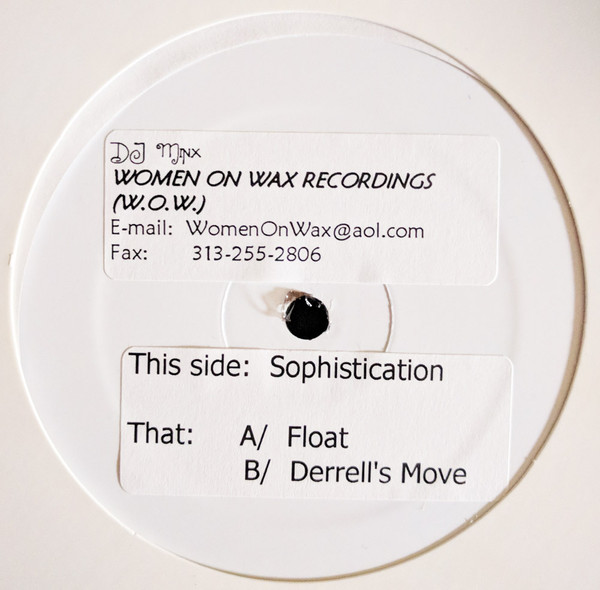 DJ Minx
WOMEN ON WAX RECORDINGS
(W.O.W.)
E-mail: WomenOnWax@aol.com
Fax: 313-255-2806
This side: Sophistication
That: A/ Float
B/ Derrell's Move